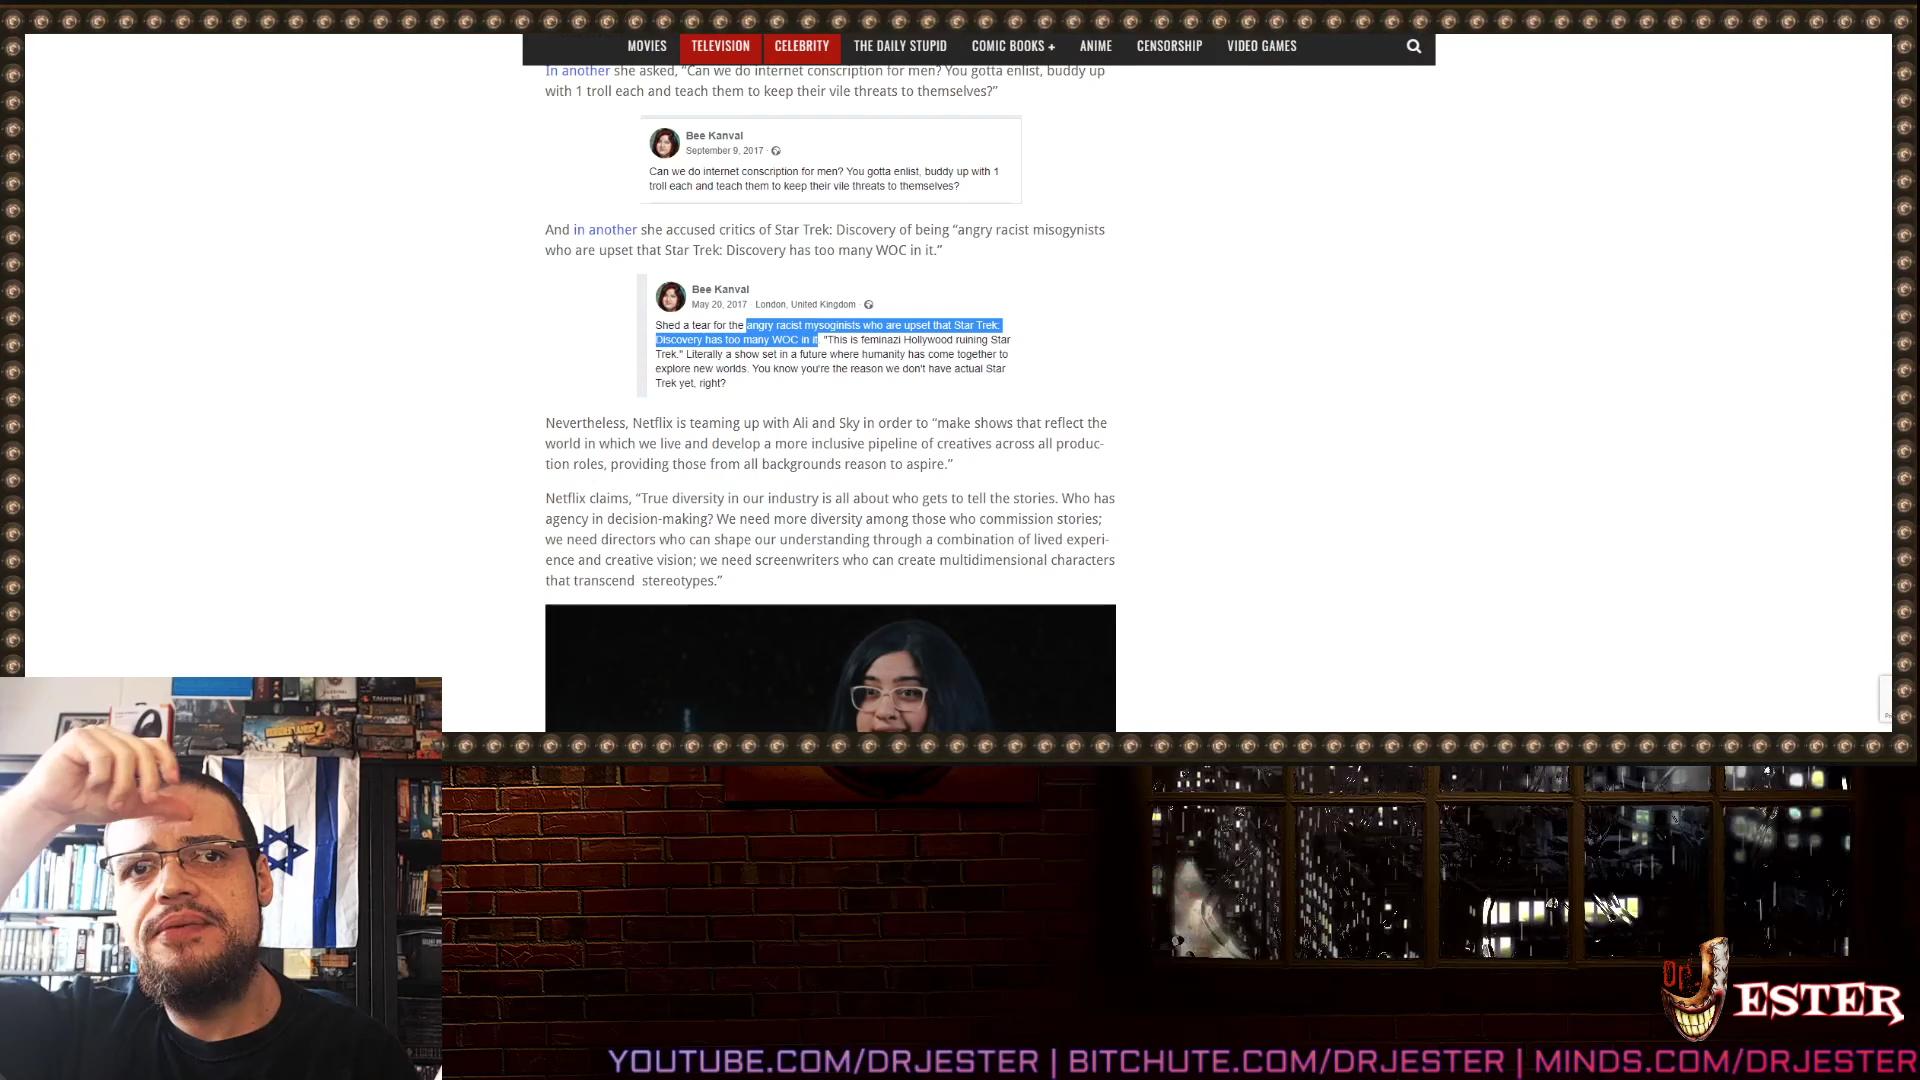 MOVIES TELEVISION CELEBRITY THE DAILY STUPID COMIC BOOKS + ANIME CENSORSHIP VIDEO GAMES
In another she asked, “Can we do internet conscription for men? You gotta enlist, buddy up
with 1 troll each and teach them to keep their vile threats to themselves?”
Bee Kanval
September 9, 2017 ·
Can we do internet conscription for men? You gotta enlist, buddy up with 1
troll each and teach them to keep their vile threats to themselves?
And in another she accused critics of Star Trek: Discovery of being “angry racist misogynists
who are upset that Star Trek: Discovery has too many WOC in it.”
Bee Kanval
May 20, 2017 · London, United Kingdom ·
Shed a tear for the angry racist mysoginists who are upset that Star Trek:
Discovery has too many WOC in it. "This is feminazi Hollywood ruining Star
Trek." Literally a show set in a future where humanity has come together to
explore new worlds. You know you're the reason we don't have actual Star
Trek yet, right?
Nevertheless, Netflix is teaming up with Ali and Sky in order to “make shows that reflect the
world in which we live and develop a more inclusive pipeline of creatives across all produc-
tion roles, providing those from all backgrounds reason to aspire.”
Netflix claims, “True diversity in our industry is all about who gets to tell the stories. Who has
agency in decision-making? We need more diversity among those who commission stories;
we need directors who can shape our understanding through a combination of lived experi-
ence and creative vision; we need screenwriters who can create multidimensional characters
that transcend stereotypes.”
BORDERLANDS 2
Dr JESTER
YOUTUBE.COM/DRJESTER | BITCHUTE.COM/DRJESTER | MINDS.COM/DRJESTER